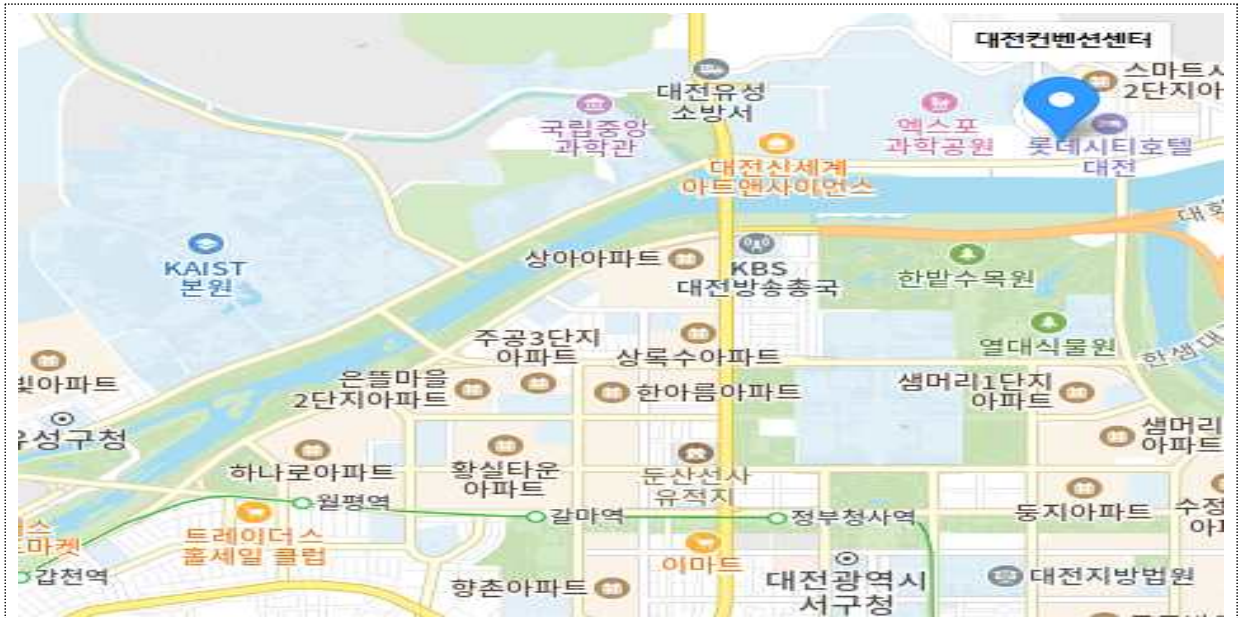 대전컨벤션센터
스마트시
2단지아
대전유성
소방서
국립중앙
과학관
엑스포
과학공원
롯데시티호텔
대전
대전신세계
아트앤사이언스
KAIST
본원
상아아파트
KBS
대전방송총국
한밭수목원
주공3단지
아파트
상록수아파트
열대식물원
한샘대
빛아파트
은뜰마을
2단지아파트
한아름아파트
샘머리1단지
아파트
유성구청
하나로아파트
황실타운
아파트
둔산선사
유적지
샘머리
아파트
월평역
트레이더스
홀세일 클럽
갈마역
정부청사역
둥지아파트
수정
마켓
갑천역
이마트
향촌아파트
대전광역시
서구청
대전지방법원